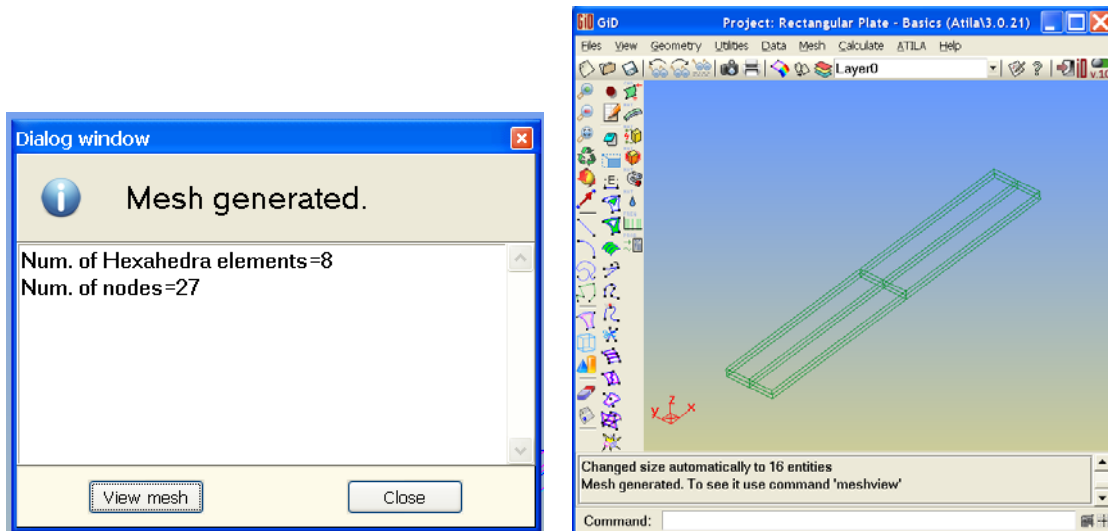 Dialog window
Mesh generated.
Num. of Hexahedra elements=8
Num. of nodes=27
View mesh
Close
GiD
GiD Project: Rectangular Plate - Basics (Atila\3.0.21)
Files View Geometry Utilities Data Mesh Calculate ATILA Help
Layer0
:E:
z
y x
Changed size automatically to 16 entities
Mesh generated. To see it use command 'meshview'
Command: